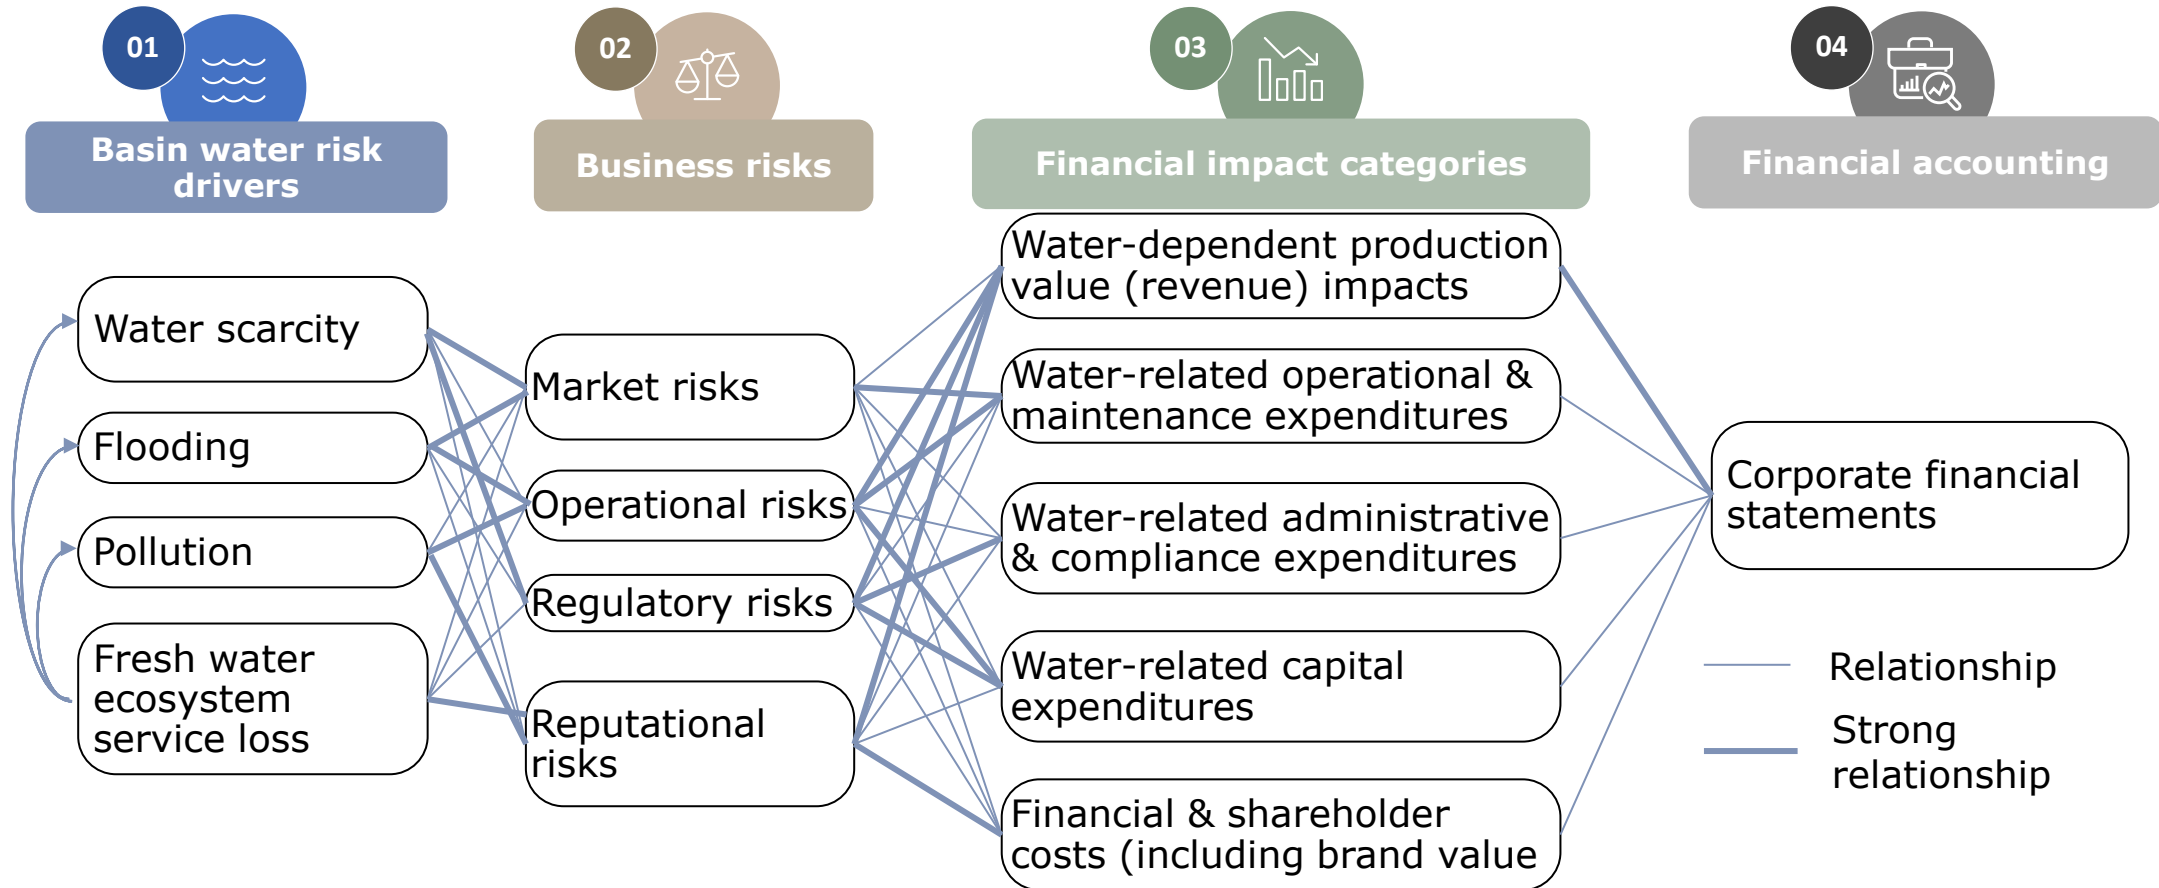 01
Basin water risk
drivers
02
Business risks
03
Financial impact categories
04
Financial accounting
Water scarcity
Flooding
Pollution
Fresh water
ecosystem
service loss
Market risks
Operational risks
Regulatory risks
Reputational
risks
Water-dependent production
value (revenue) impacts
Water-related operational &
maintenance expenditures
Water-related administrative
& compliance expenditures
Water-related capital
expenditures
Financial & shareholder
costs (including brand value
Corporate financial
statements
Relationship
Strong
relationship